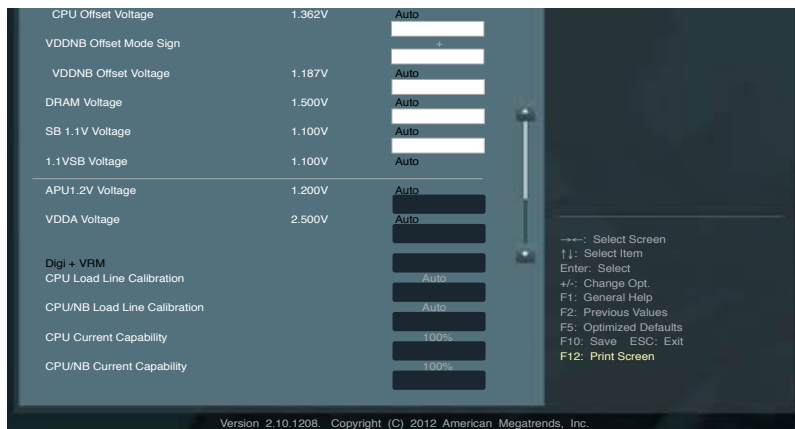 CPU Offset Voltage 1.362V Auto
VDDNB Offset Mode Sign +
VDDNB Offset Voltage 1.187V Auto
DRAM Voltage 1.500V Auto
SB 1.1V Voltage 1.100V Auto
1.1VSB Voltage 1.100V Auto
APU1.2V Voltage 1.200V Auto
VDDA Voltage 2.500V Auto
Digi + VRM
CPU Load Line Calibration Auto
CPU/NB Load Line Calibration Auto
CPU Current Capability 100%
CPU/NB Current Capability 100%
→←: Select Screen
↑↓: Select Item
Enter: Select
+/-: Change Opt.
F1: General Help
F2: Previous Values
F5: Optimized Defaults
F10: Save ESC: Exit
F12: Print Screen
Version 2.10.1208. Copyright (C) 2012 American Megatrends, Inc.